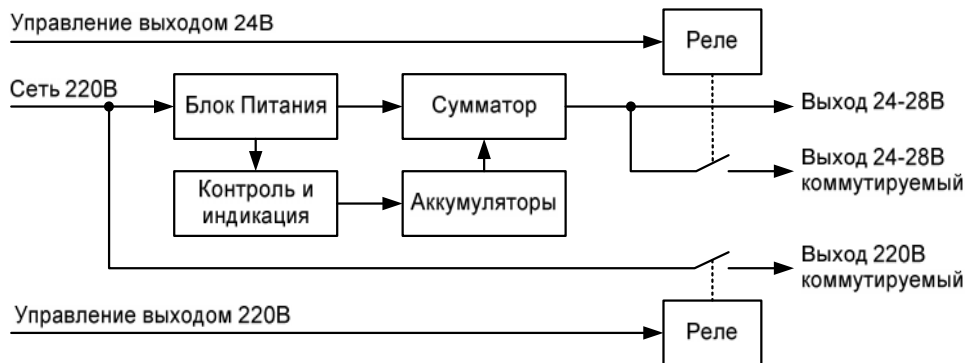 Управление выходом 24В
Реле
Сеть 220В
Блок Питания
Сумматор
Выход 24-28В
Выход 24-28В
коммутируемый
Контроль и
индикация
Аккумуляторы
Выход 220В
коммутируемый
Управление выходом 220В
Реле